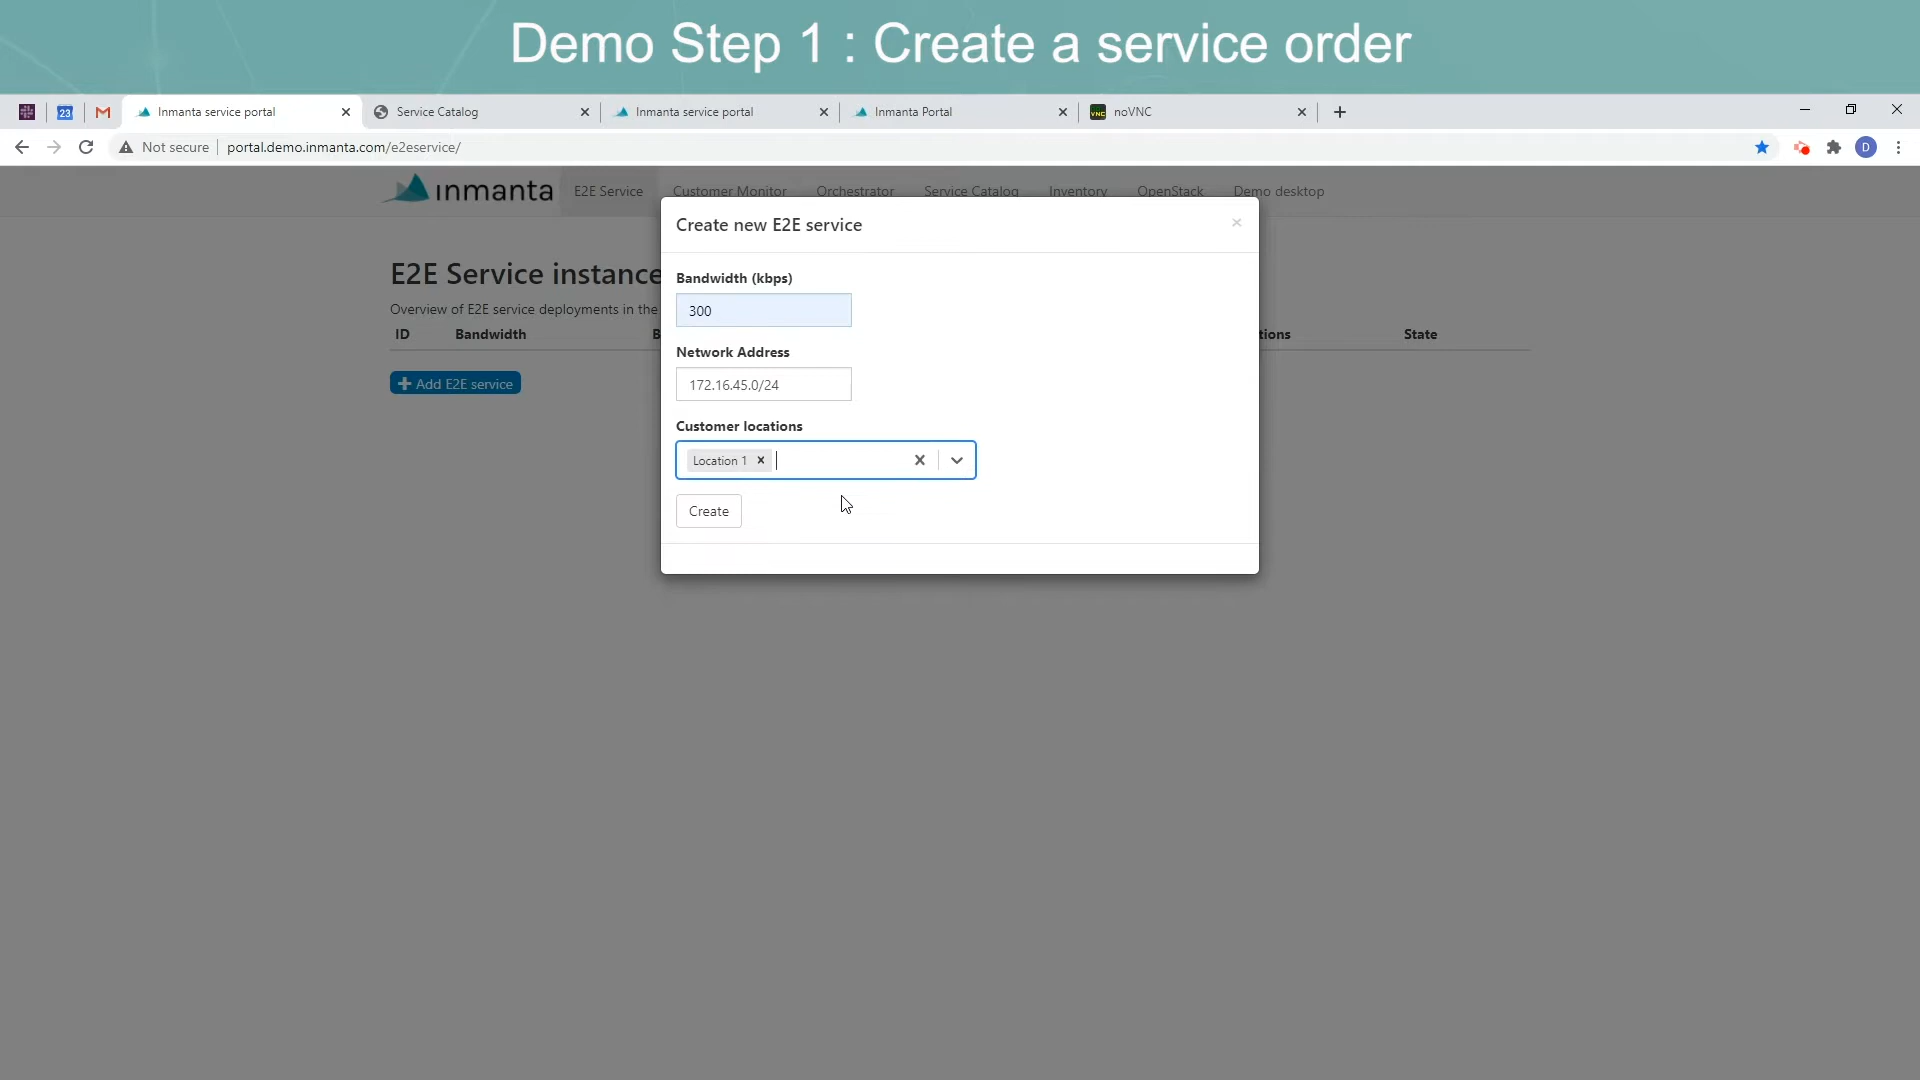 Demo Step 1 : Create a service order
23
Inmanta service portal
Service Catalog
Inmanta service portal
Inmanta Portal
VNC
noVNC
Not secure
portal.demo.inmanta.com/e2eservice/
D
inmanta
E2E Service
Customer Monitor
Orchestrator
Service Catalog
Inventory
OpenStack
Demo desktop
Create new E2E service
E2E Service instance
Overview of E2E service deployments in the
ID
Bandwidth
B
tions
State
Add E2E service
Bandwidth (kbps)
300
Network Address
172.16.45.0/24
Customer locations
Location 1
Create